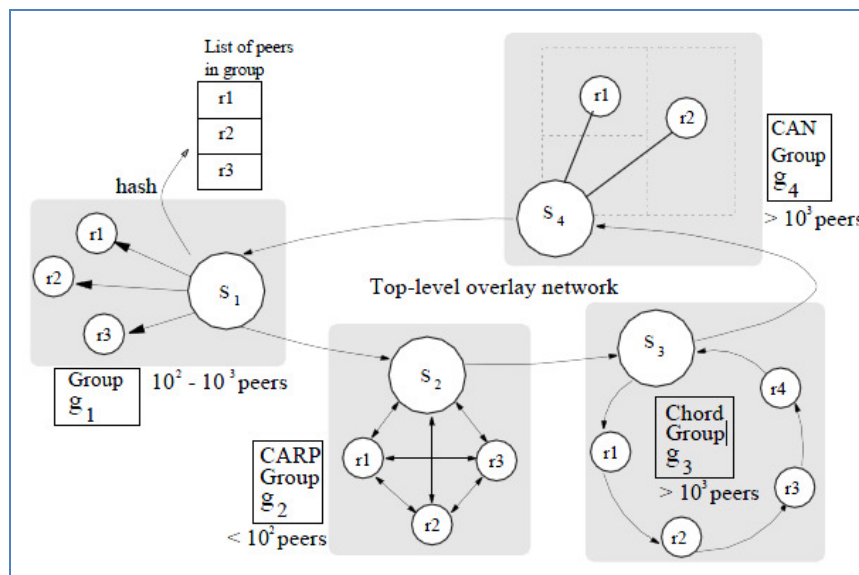 List of peers
in group
r1
r2
r3
hash
r1
r2
r3
S1
Group
g1
10² - 10³ peers
r1
r2
S4
CAN
Group
g4
> 10³ peers
Top-level overlay network
S2
r1
r3
r2
CARP
Group
g2
< 10² peers
S3
r4
r1
r3
r2
Chord
Group
g3
> 10³ peers